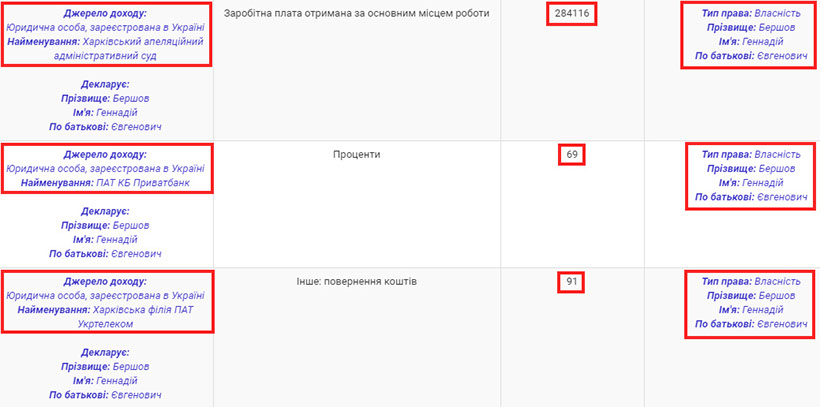 Джерело доходу:
Юридична особа, зареєстрована в Україні
Найменування: Харківський апеляційний
адміністративний суд
Декларує:
Прізвище: Бершов
Ім'я: Геннадій
По батькові: Євгенович
Заробітна плата отримана за основним місцем роботи
284116
Тип права: Власність
Прізвище: Бершов
Ім'я: Геннадій
По батькові: Євгенович
Джерело доходу:
Юридична особа, зареєстрована в Україні
Найменування: ПАТ КБ Приватбанк
Декларує:
Прізвище: Бершов
Ім'я: Геннадій
По батькові: Євгенович
Проценти
69
Тип права: Власність
Прізвище: Бершов
Ім'я: Геннадій
По батькові: Євгенович
Джерело доходу:
Юридична особа, зареєстрована в Україні
Найменування: Харківська філія ПАТ
Укртелеком
Декларує:
Прізвище: Бершов
Ім'я: Геннадій
По батькові: Євгенович
Інше: повернення коштів
91
Тип права: Власність
Прізвище: Бершов
Ім'я: Геннадій
По батькові: Євгенович